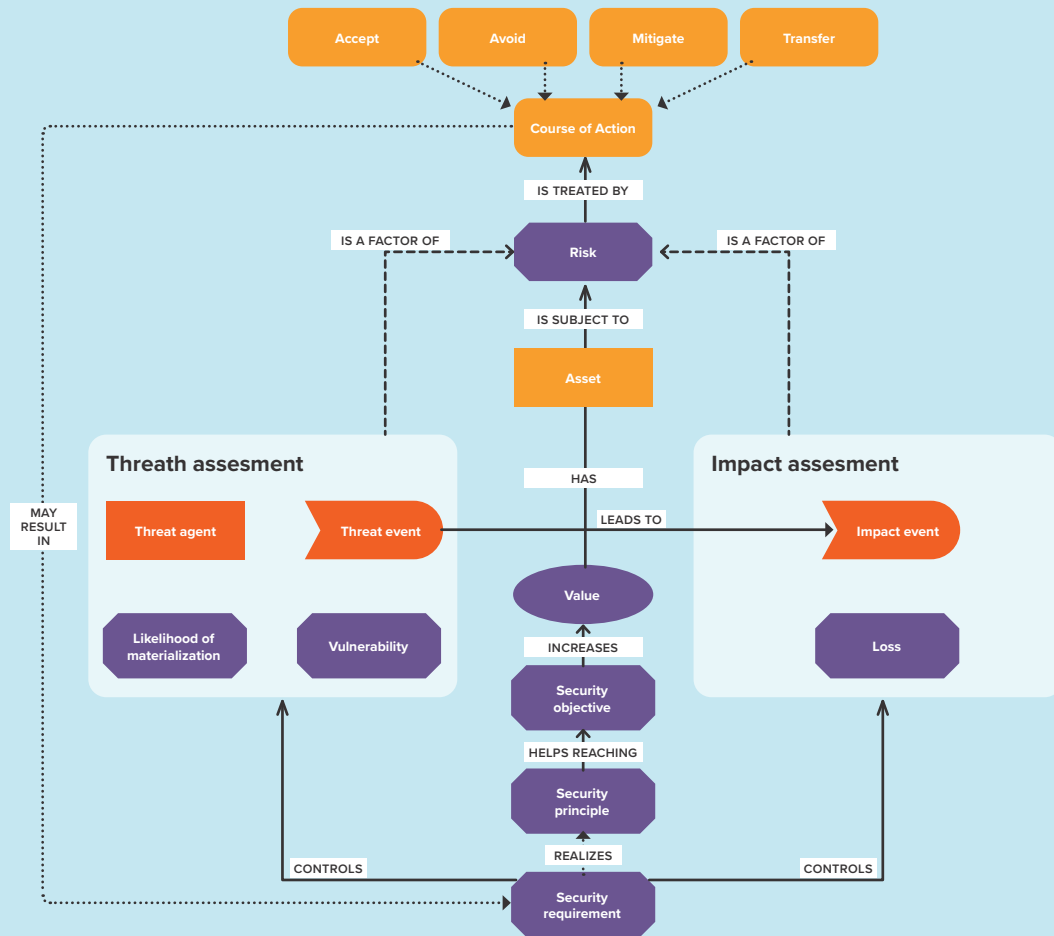 Accept
Avoid
Mitigate
Transfer
Course of Action
IS TREATED BY
IS A FACTOR OF
Risk
IS A FACTOR OF
IS SUBJECT TO
Asset
Threath assesment
Impact assesment
HAS
MAY
RESULT
IN
LEADS TO
Threat agent
Threat event
Impact event
Value
Likelihood of
materialization
Vulnerability
INCREASES
Loss
Security
objective
HELPS REACHING
Security
principle
REALIZES
CONTROLS
CONTROLS
Security
requirement